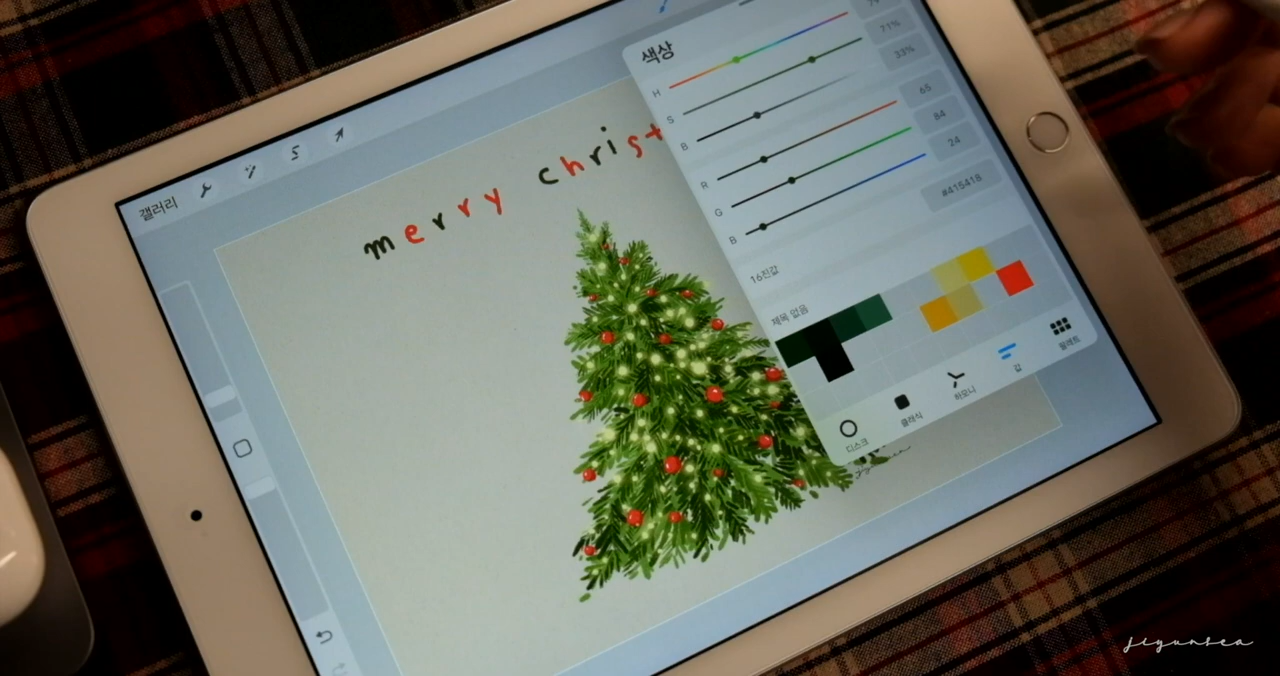 갤러리
merry christ
색상
H
S 71%
B 33%
R 65
G 84
B 24
#415418
16진값
제목 없음
디스크 클래식 하모니 값 팔레트
jiyunsea